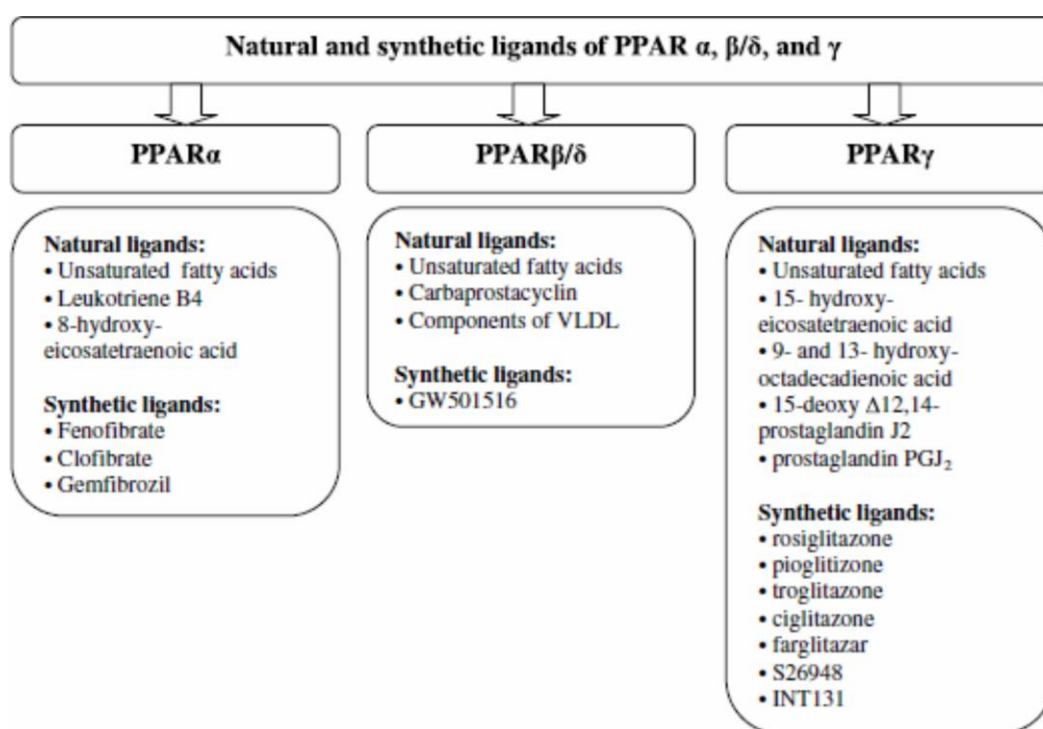 Natural and synthetic ligands of PPAR α, β/δ, and γ
PPARα
Natural ligands:
• Unsaturated fatty acids
• Leukotriene B4
• 8-hydroxy-
eicosatetraenoic acid
Synthetic ligands:
• Fenofibrate
• Clofibrate
• Gemfibrozil
PPARβ/δ
Natural ligands:
• Unsaturated fatty acids
• Carbaprostacyclin
• Components of VLDL
Synthetic ligands:
• GW501516
PPARγ
Natural ligands:
• Unsaturated fatty acids
• 15- hydroxy-
eicosatetraenoic acid
• 9- and 13- hydroxy-
octadecadienoic acid
• 15-deoxy Δ12,14-
prostaglandin J2
• prostaglandin PGJ₂
Synthetic ligands:
• rosiglitazone
• pioglitizone
• troglitazone
• ciglitazone
• farglitazar
• S26948
• INT131